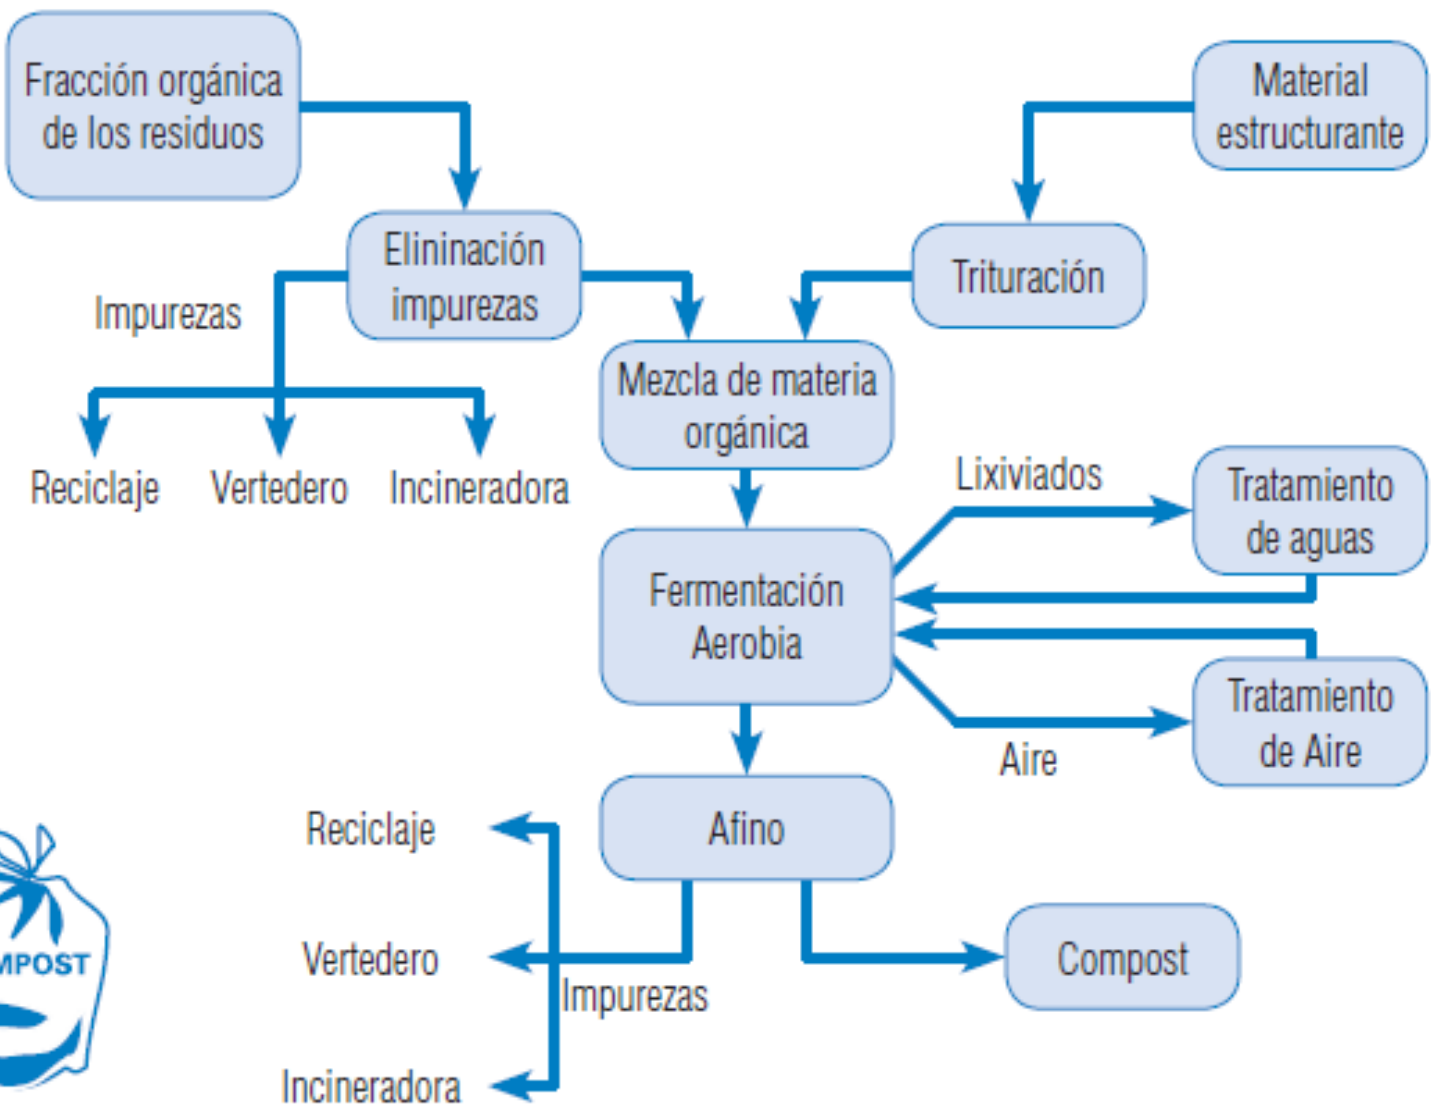 Fracción orgánica
de los residuos
Material
estructurante
Elininación
impurezas
Trituración
Impurezas
Mezcla de materia
orgánica
Reciclaje
Vertedero
Incineradora
Lixiviados
Tratamiento
de aguas
Fermentación
Aerobia
Tratamiento
de Aire
Aire
Afino
Reciclaje
Vertedero
Impurezas
Incineradora
Compost
MPOST